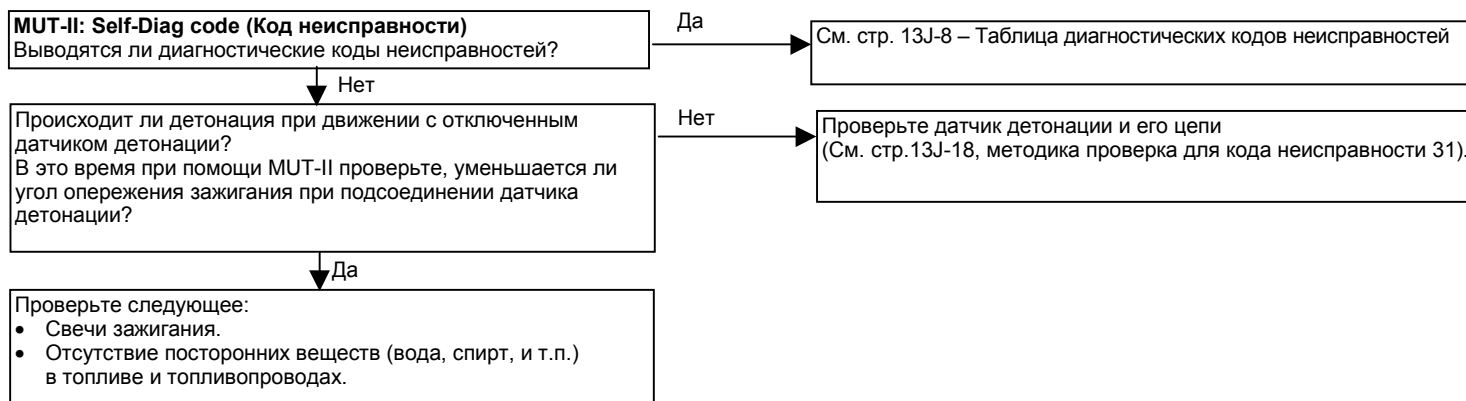 MUT-II: Self-Diag code (Код неисправности)
Выводятся ли диагностические коды неисправностей?
Да
См. стр. 13J-8 – Таблица диагностических кодов неисправностей
Нет
Происходит ли детонация при движении с отключенным
датчиком детонации?
В это время при помощи MUT-II проверьте, уменьшается ли
угол опережения зажигания при подсоединении датчика
детонации?
Нет
Проверьте датчик детонации и его цепи
(См. стр.13J-18, методика проверка для кода неисправности 31).
Да
Проверьте следующее:
• Свечи зажигания.
• Отсутствие посторонних веществ (вода, спирт, и т.п.)
в топливе и топливопроводах.